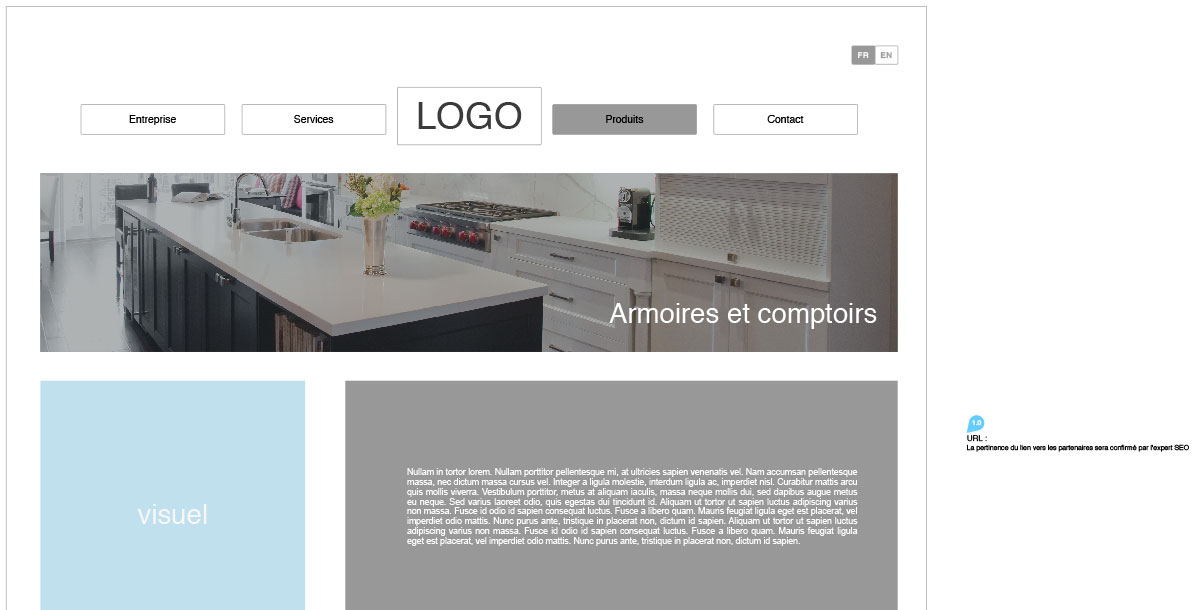 FR EN
Entreprise Services LOGO Produits Contact
Armoires et comptoirs
visuel
Nullam in tortor lorem. Nullam porttitor pellentesque mi, at ultricies sapien venenatis vel. Nam accumsan pellentesque
massa, nec dictum massa cursus vel. Integer a ligula molestie, interdum ligula ac, imperdiet nisl. Curabitur mattis arcu
quis mollis viverra. Vestibulum porttitor, metus at aliquam iaculis, massa neque mollis dui, sed dapibus augue metus
eu neque. Sed varius laoreet odio, quis egestas dui tincidunt id. Aliquam ut tortor ut sapien luctus adipiscing varius
non massa. Fusce id odio id sapien consequat luctus. Fusce a libero quam. Mauris feugiat ligula eget est placerat, vel
imperdiet odio mattis. Nunc purus ante, tristique in placerat non, dictum id sapien. Aliquam ut tortor ut sapien luctus
adipiscing varius non massa. Fusce id odio id sapien consequat luctus. Fusce a libero quam. Mauris feugiat ligula
eget est placerat, vel imperdiet odio mattis. Nunc purus ante, tristique in placerat non, dictum id sapien.
1.0
URL :
La pertinence du lien vers les partenaires sera confirmé par l'expert SEO